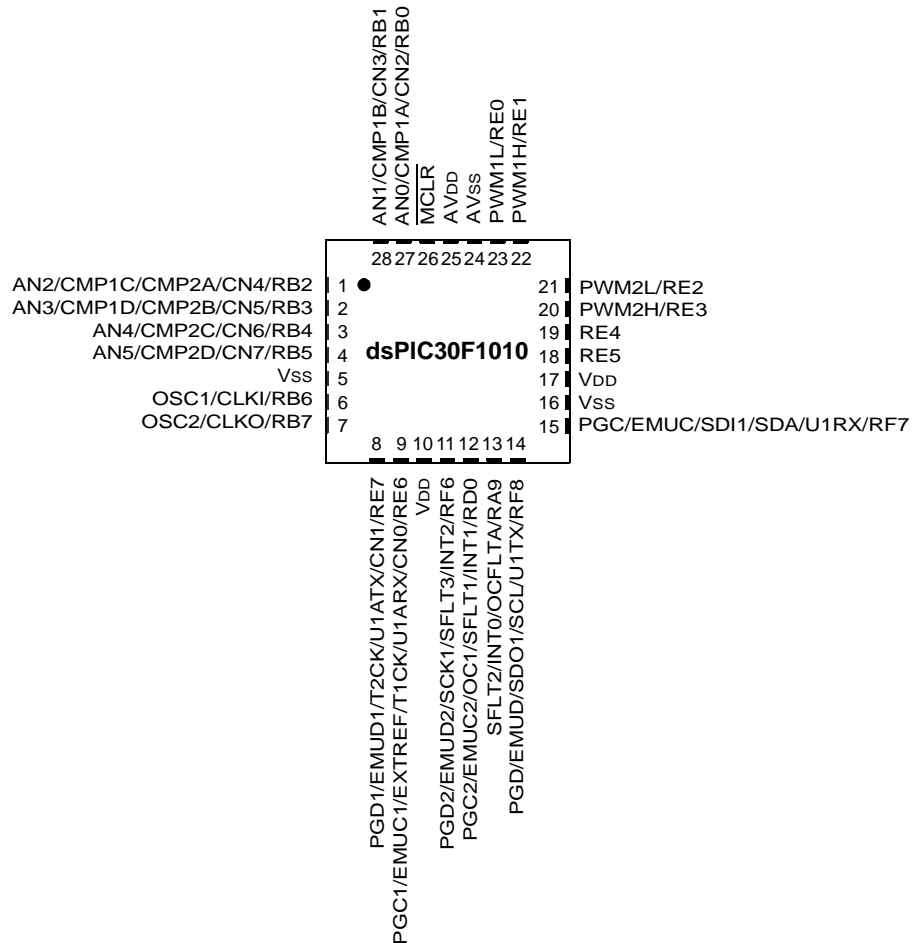 AN1/CMP1B/CN3/RB1
AN0/CMP1A/CN2/RB0
MCLR
AVDD
AVSS
PWM1L/RE0
PWM1H/RE1
28 27 26 25 24 23 22
AN2/CMP1C/CMP2A/CN4/RB2 1
AN3/CMP1D/CMP2B/CN5/RB3 2
AN4/CMP2C/CN6/RB4 3
AN5/CMP2D/CN7/RB5 4
VSS 5
OSC1/CLKI/RB6 6
OSC2/CLKO/RB7 7
dsPIC30F1010
21 PWM2L/RE2
20 PWM2H/RE3
19 RE4
18 RE5
17 VDD
16 VSS
15 PGC/EMUC/SDI1/SDA/U1RX/RF7
8 9 10 11 12 13 14
PGD1/EMUD1/T2CK/U1ATX/CN1/RE7
PGC1/EMUC1/EXTREF/T1CK/U1ARX/CN0/RE6
VDD
PGD2/EMUD2/SCK1/SFLT3/INT2/RF6
PGC2/EMUC2/OC1/SFLT1/INT1/RD0
SFLT2/INT0/OCFLTA/RA9
PGD/EMUD/SDO1/SCL/U1TX/RF8